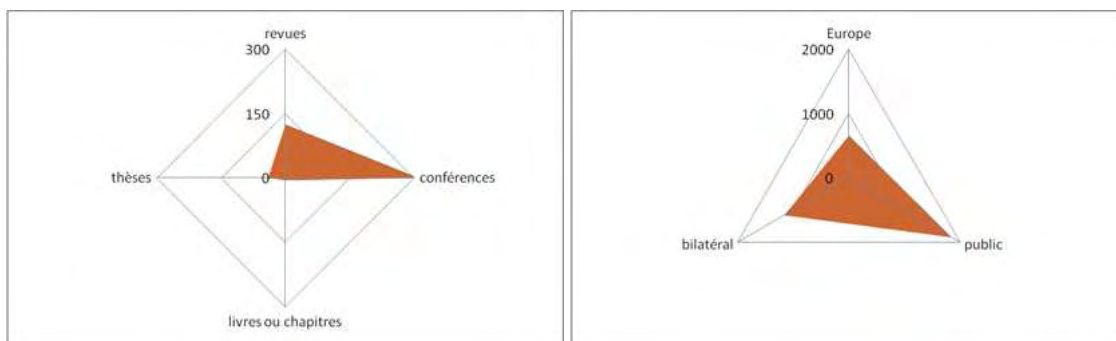 revues
300
150
0
thèses
conférences
livres ou chapitres
Europe
2000
1000
0
bilatéral
public